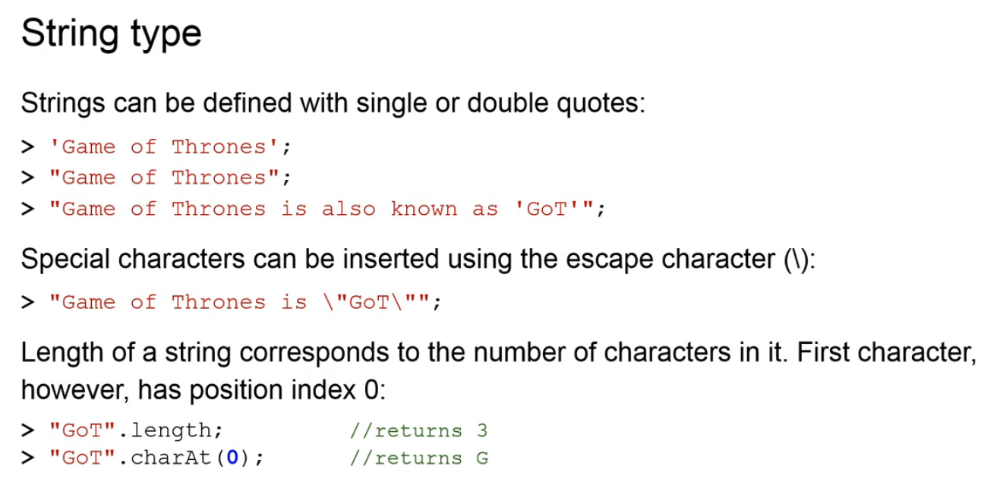 String type
Strings can be defined with single or double quotes:
> 'Game of Thrones';
> "Game of Thrones";
> "Game of Thrones is also known as 'GoT'";
Special characters can be inserted using the escape character (\):
> "Game of Thrones is \"GoT\"";
Length of a string corresponds to the number of characters in it. First character,
however, has position index 0:
> "GoT".length; //returns 3
> "GoT".charAt(0); //returns G